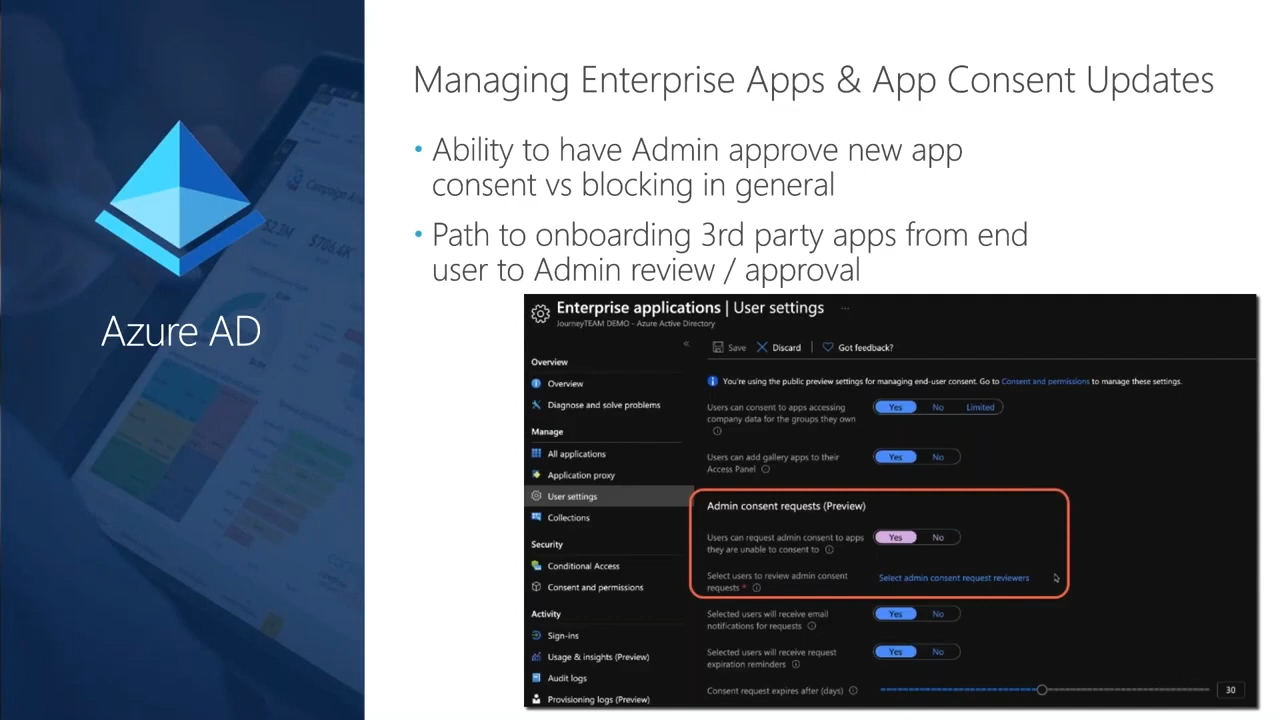 Managing Enterprise Apps & App Consent Updates
• Ability to have Admin approve new app
consent vs blocking in general
• Path to onboarding 3rd party apps from end
user to Admin review / approval
Azure AD
$2.3M
$706.4K
Enterprise applications | User settings ...
JourneyTEAM DEMO - Azure Active Directory
«
Overview
Overview
Diagnose and solve problems
Manage
All applications
Application proxy
User settings
Collections
Security
Conditional Access
Consent and permissions
Activity
Sign-ins
Usage & insights (Preview)
Audit logs
Provisioning logs (Preview)
Save Discard | Got feedback?
You're using the public preview settings for managing end-user consent. Go to Consent and permissions to manage these settings.
Users can consent to apps accessing
company data for the groups they own
Yes No Limited
Users can add gallery apps to their
Access Panel
Yes No
Admin consent requests (Preview)
Users can request admin consent to apps
they are unable to consent to
Yes No
Select users to review admin consent
requests *
Select admin consent request reviewers
Selected users will receive email
notifications for requests
Yes No
Selected users will receive request
expiration reminders
Yes No
Consent request expires after (days)
30